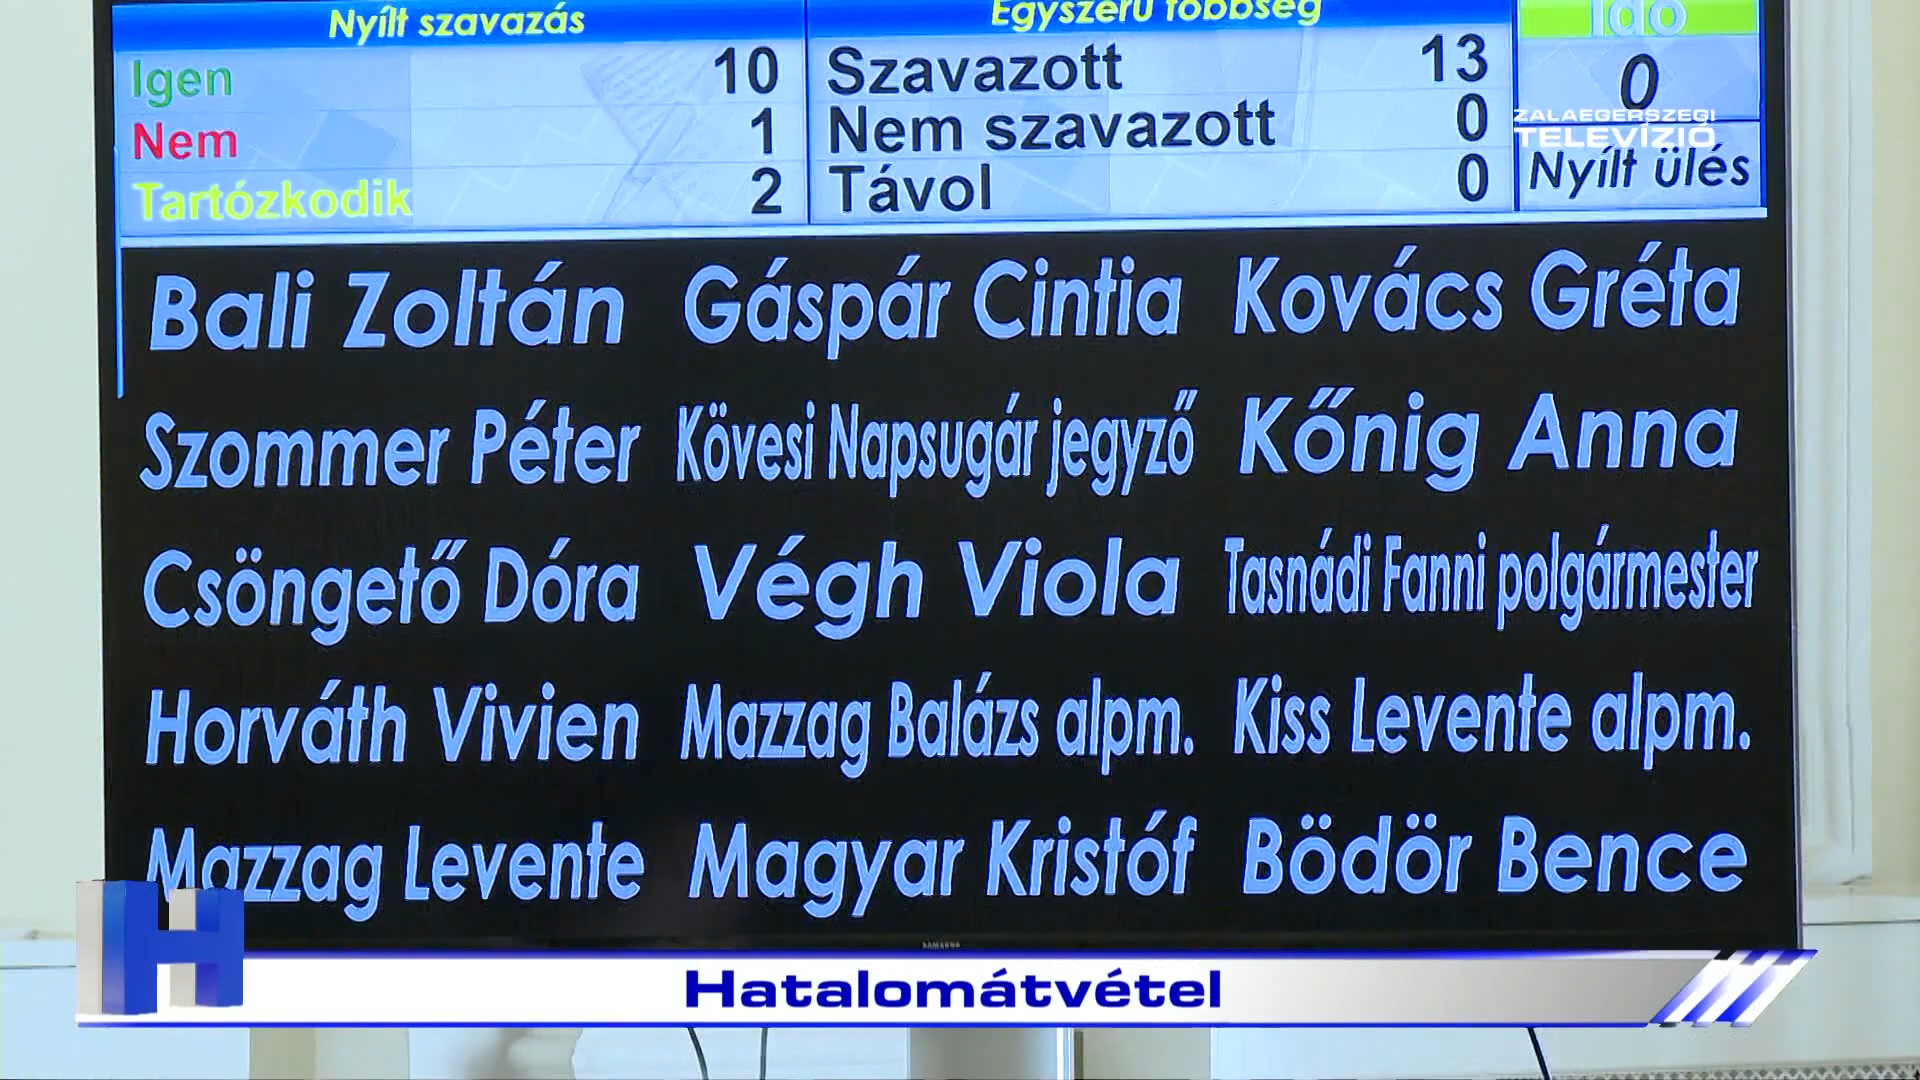 Nyílt szavazás
Egyszerű többség
Idő
Igen 10
Szavazott 13
0
Nem 1
Nem szavazott 0
Tartózkodik 2
Távol 0
Nyílt ülés
ZALAEGERSZEGI
TELEVÍZIÓ
Bali Zoltán Gáspár Cintia Kovács Gréta
Szommer Péter Kövesi Napsugár jegyző Kőnig Anna
Csöngető Dóra Végh Viola Tasnádi Fanni polgármester
Horváth Vivien Mazzag Balázs alpm. Kiss Levente alpm.
Mazzag Levente Magyar Kristóf Bödör Bence
SAMSUNG
H
Hatalomátvétel